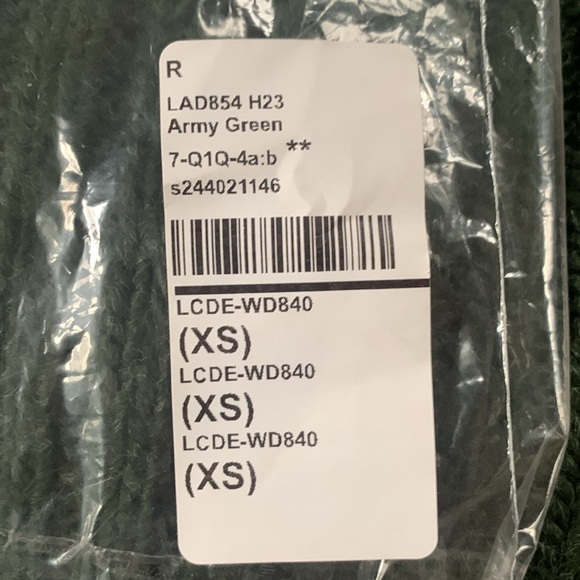 R
LAD854 H23
Army Green
7-Q1Q-4a:b **
s244021146
LCDE-WD840
(XS)
LCDE-WD840
(XS)
LCDE-WD840
(XS)